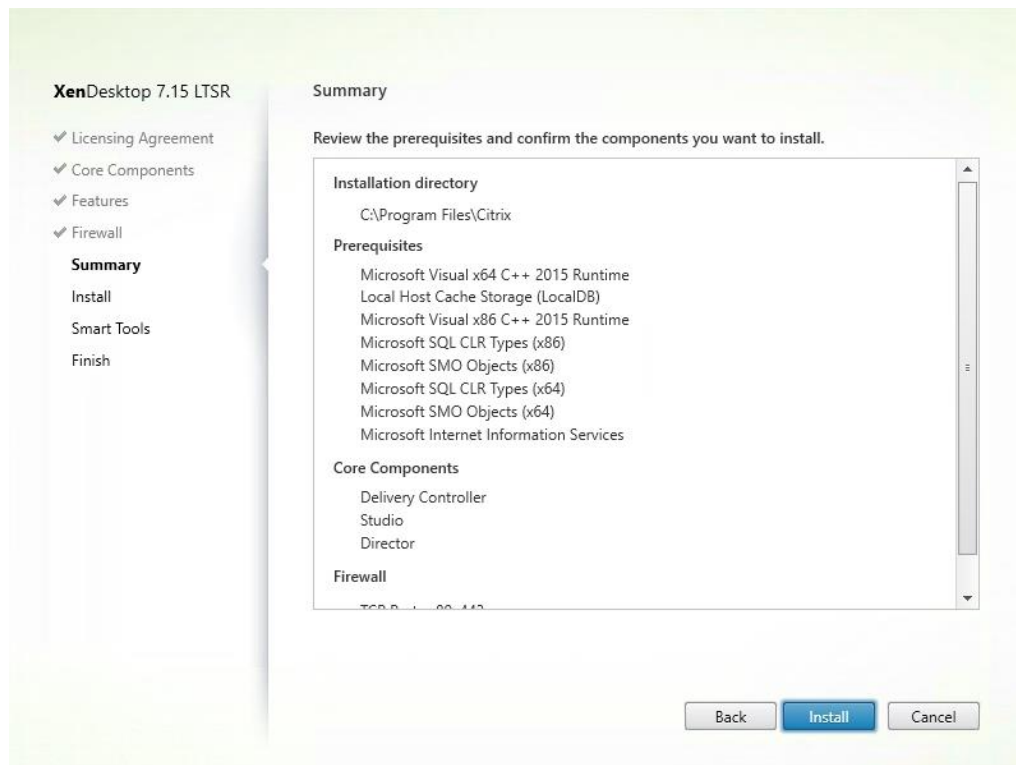 XenDesktop 7.15 LTSR
Licensing Agreement
Core Components
Features
Firewall
Summary
Install
Smart Tools
Finish
Summary
Review the prerequisites and confirm the components you want to install.
Installation directory
C:\Program Files\Citrix
Prerequisites
Microsoft Visual x64 C++ 2015 Runtime
Local Host Cache Storage (LocalDB)
Microsoft Visual x86 C++ 2015 Runtime
Microsoft SQL CLR Types (x86)
Microsoft SMO Objects (x86)
Microsoft SQL CLR Types (x64)
Microsoft SMO Objects (x64)
Microsoft Internet Information Services
Core Components
Delivery Controller
Studio
Director
Firewall
Back
Install
Cancel